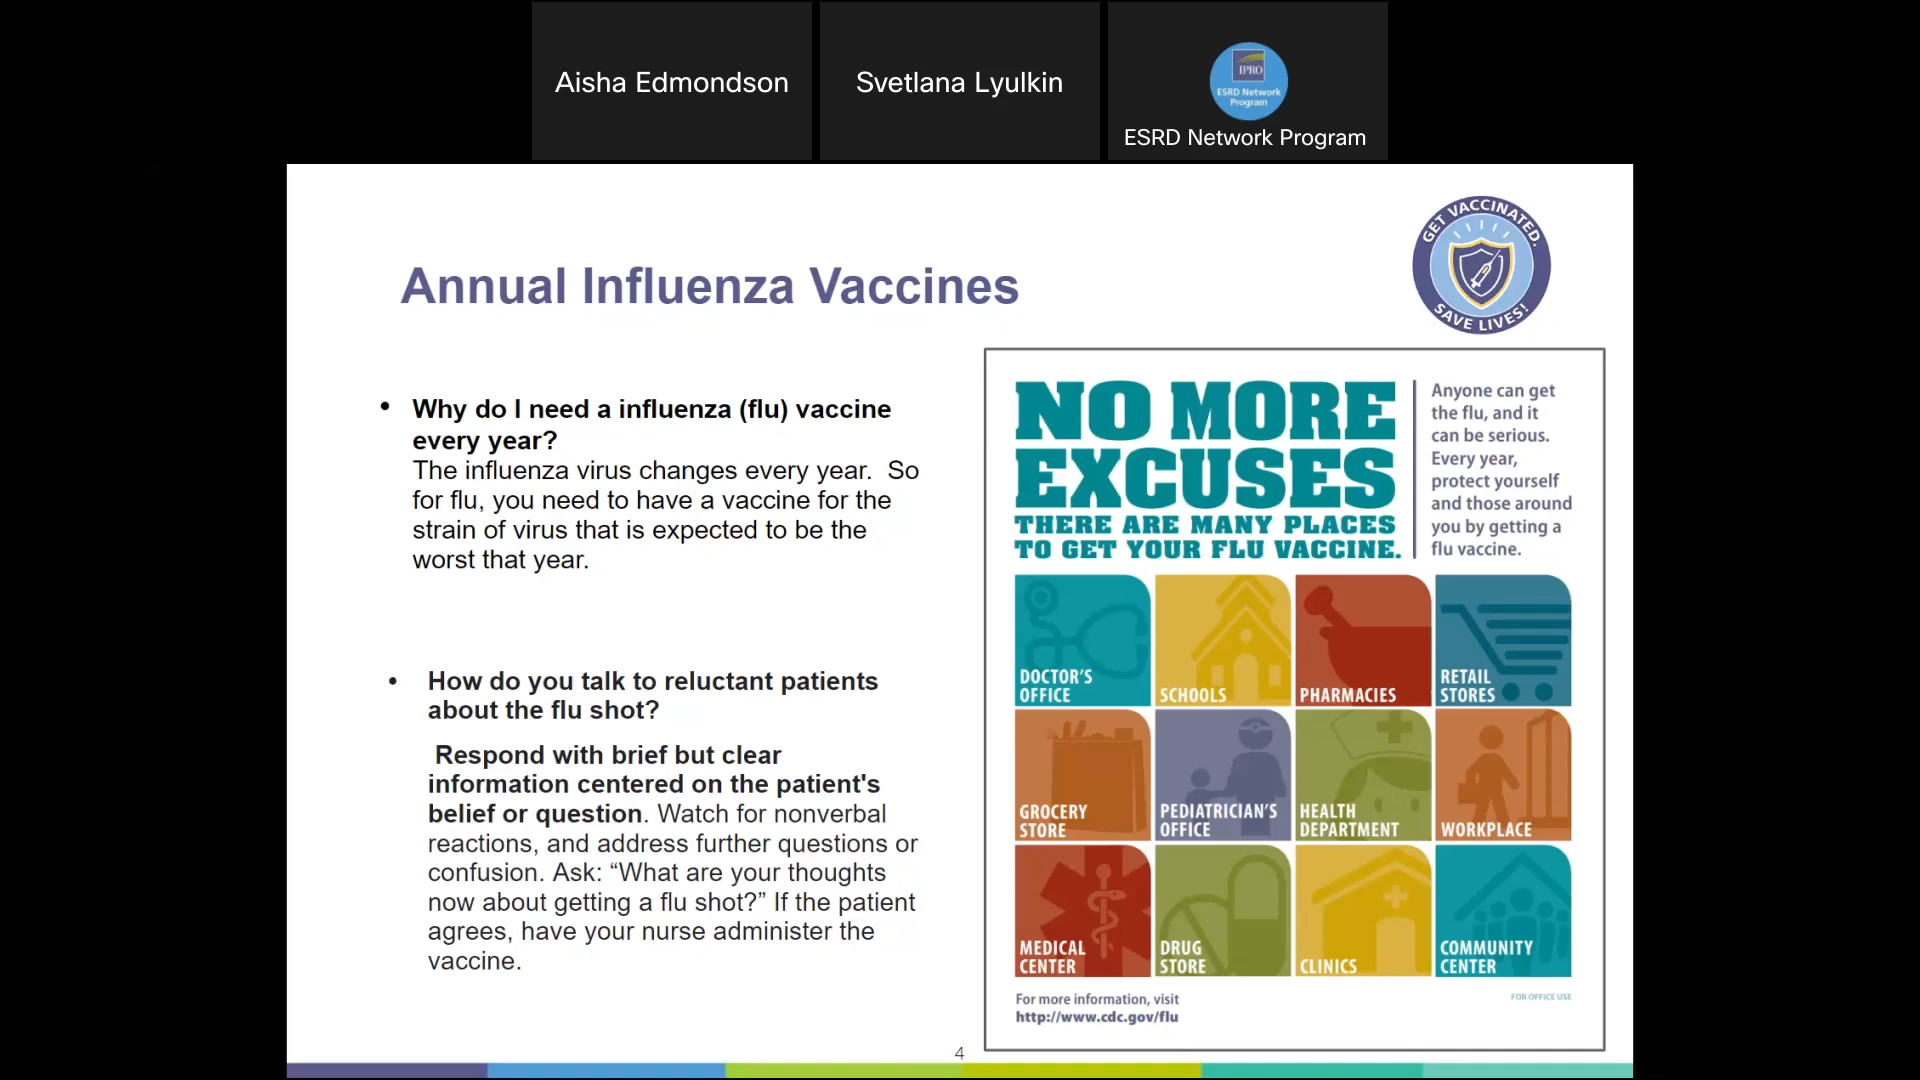 Aisha Edmondson
Svetlana Lyulkin
IPRO
ESRD Network
Program
ESRD Network Program
GET VACCINATED.
SAVE LIVES!
Annual Influenza Vaccines
• Why do I need a influenza (flu) vaccine
every year?
The influenza virus changes every year.  So
for flu, you need to have a vaccine for the
strain of virus that is expected to be the
worst that year.
• How do you talk to reluctant patients
about the flu shot?
Respond with brief but clear
information centered on the patient's
belief or question. Watch for nonverbal
reactions, and address further questions or
confusion. Ask: “What are your thoughts
now about getting a flu shot?” If the patient
agrees, have your nurse administer the
vaccine.
NO MORE
EXCUSES
THERE ARE MANY PLACES
TO GET YOUR FLU VACCINE.
Anyone can get
the flu, and it
can be serious.
Every year,
protect yourself
and those around
you by getting a
flu vaccine.
DOCTOR'S
OFFICE
SCHOOLS
PHARMACIES
RETAIL
STORES
GROCERY
STORE
PEDIATRICIAN'S
OFFICE
HEALTH
DEPARTMENT
WORKPLACE
MEDICAL
CENTER
DRUG
STORE
CLINICS
COMMUNITY
CENTER
For more information, visit
http://www.cdc.gov/flu
FOR OFFICE USE
4